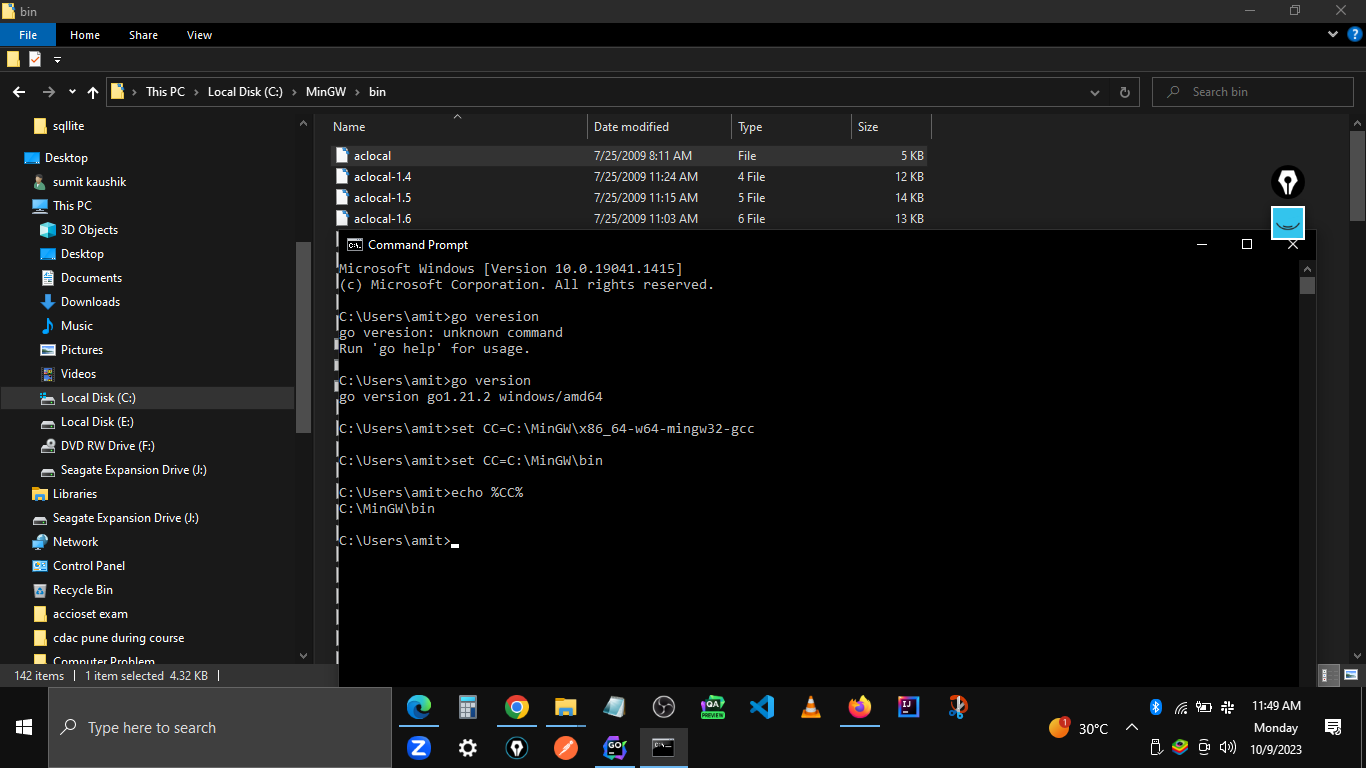 bin
File Home Share View
This PC Local Disk (C:) MinGW bin
Search bin
sqllite
Desktop
sumit kaushik
This PC
3D Objects
Desktop
Documents
Downloads
Music
Pictures
Videos
Local Disk (C:)
Local Disk (E:)
DVD RW Drive (F:)
Seagate Expansion Drive (J:)
Libraries
Seagate Expansion Drive (J:)
Network
Control Panel
Recycle Bin
accioset exam
cdac pune during course
Computer Problem
Name Date modified Type Size
aclocal 7/25/2009 8:11 AM File 5 KB
aclocal-1.4 7/25/2009 11:24 AM 4 File 12 KB
aclocal-1.5 7/25/2009 11:15 AM 5 File 14 KB
aclocal-1.6 7/25/2009 11:03 AM 6 File 13 KB
Command Prompt
Microsoft Windows [Version 10.0.19041.1415]
(c) Microsoft Corporation. All rights reserved.
C:\Users\amit>go veresion
go veresion: unknown command
Run 'go help' for usage.
C:\Users\amit>go version
go version go1.21.2 windows/amd64
C:\Users\amit>set CC=C:\MinGW\x86_64-w64-mingw32-gcc
C:\Users\amit>set CC=C:\MinGW\bin
C:\Users\amit>echo %CC%
C:\MinGW\bin
C:\Users\amit>
142 items 1 item selected 4.32 KB
Type here to search
QA
PREVIEW
IJ
Z
GO
1
30°C
11:49 AM
Monday
10/9/2023